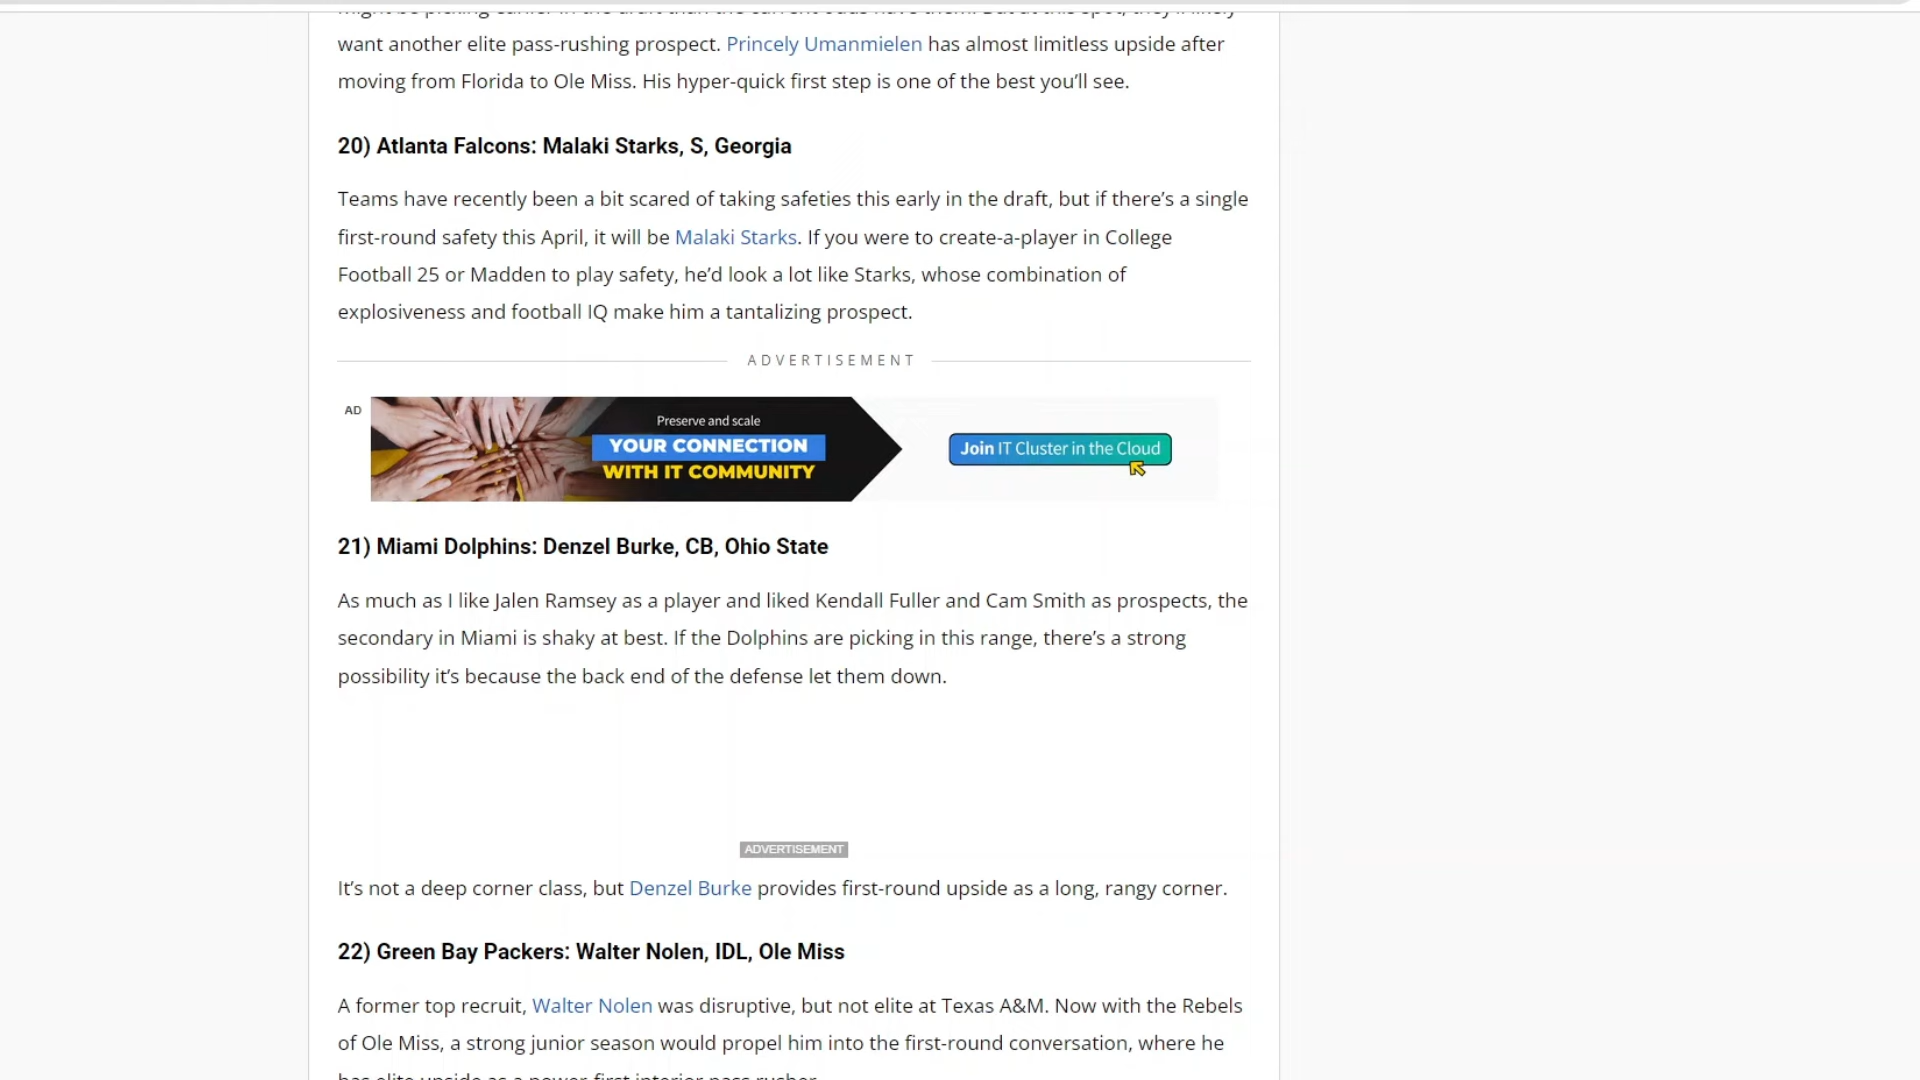 want another elite pass-rushing prospect. Princely Umanmielen has almost limitless upside after
moving from Florida to Ole Miss. His hyper-quick first step is one of the best you'll see.
20) Atlanta Falcons: Malaki Starks, S, Georgia
Teams have recently been a bit scared of taking safeties this early in the draft, but if there's a single
first-round safety this April, it will be Malaki Starks. If you were to create-a-player in College
Football 25 or Madden to play safety, he'd look a lot like Starks, whose combination of
explosiveness and football IQ make him a tantalizing prospect.
ADVERTISEMENT
AD
Preserve and scale
YOUR CONNECTION
WITH IT COMMUNITY
Join IT Cluster in the Cloud
21) Miami Dolphins: Denzel Burke, CB, Ohio State
As much as I like Jalen Ramsey as a player and liked Kendall Fuller and Cam Smith as prospects, the
secondary in Miami is shaky at best. If the Dolphins are picking in this range, there's a strong
possibility it's because the back end of the defense let them down.
ADVERTISEMENT
It's not a deep corner class, but Denzel Burke provides first-round upside as a long, rangy corner.
22) Green Bay Packers: Walter Nolen, IDL, Ole Miss
A former top recruit, Walter Nolen was disruptive, but not elite at Texas A&M. Now with the Rebels
of Ole Miss, a strong junior season would propel him into the first-round conversation, where he
has elite upside as a power-first interior pass rusher.